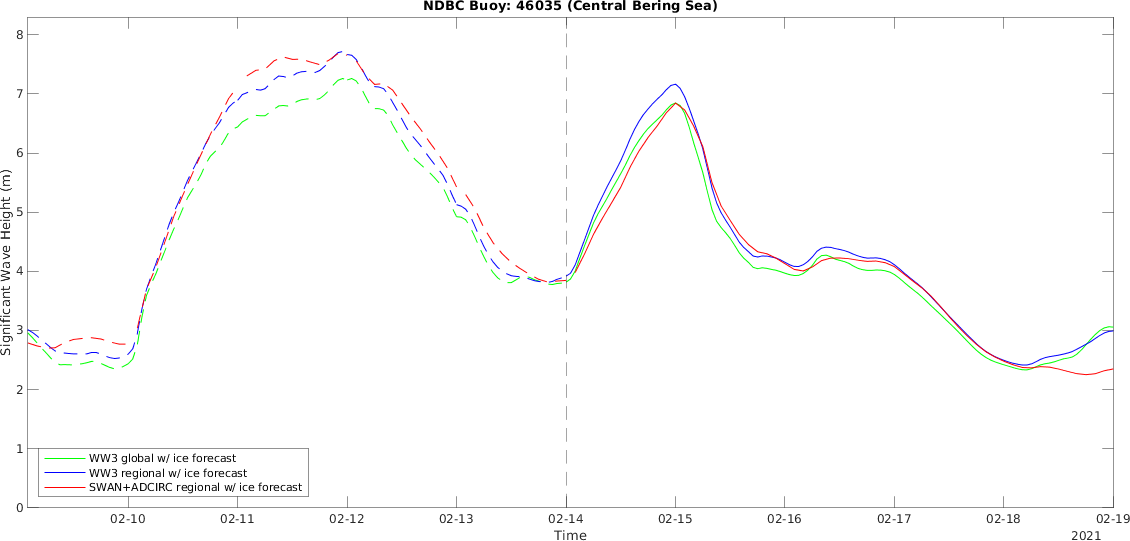 NDBC Buoy: 46035 (Central Bering Sea)
8
7
6
5
4
3
2
1
0
Significant Wave Height (m)
WW3 global w/ ice forecast
WW3 regional w/ ice forecast
SWAN+ADCIRC regional w/ ice forecast
02-10 02-11 02-12 02-13 02-14 02-15 02-16 02-17 02-18 02-19
Time
2021